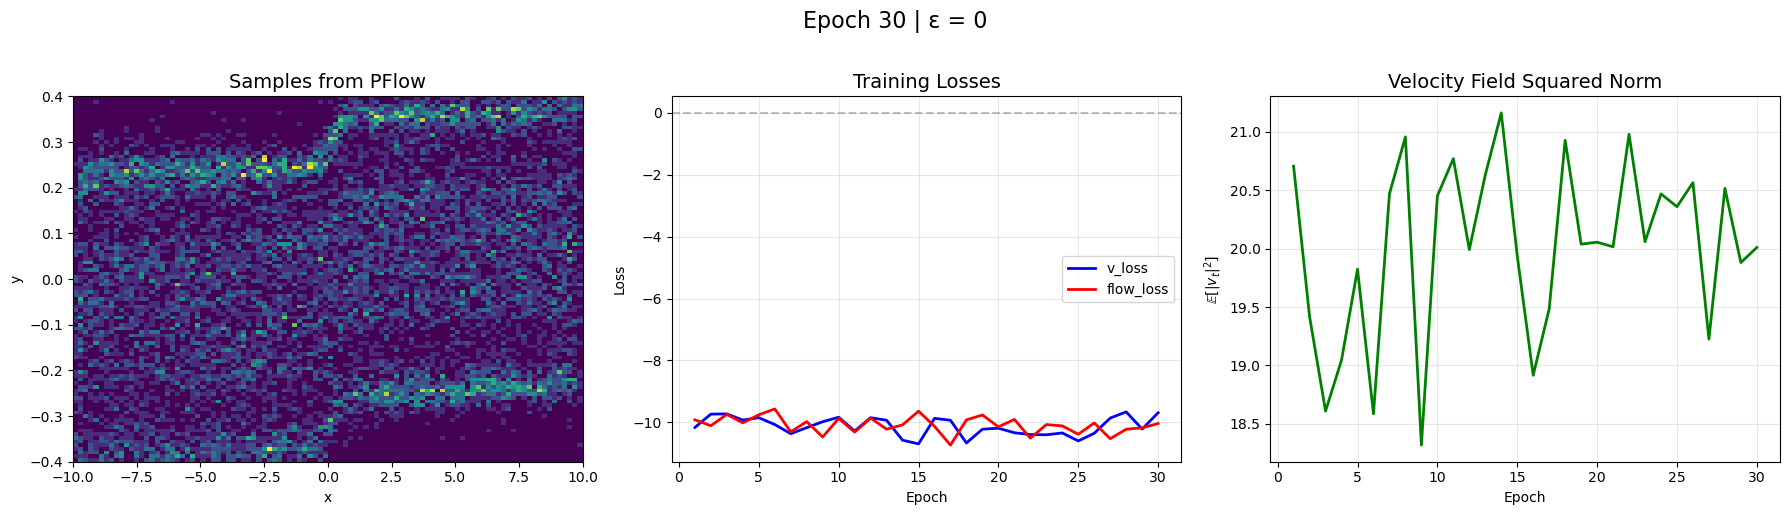 Epoch 30 | ε = 0
Samples from PFlow
0.4
0.3
0.2
0.1
0.0
−0.1
−0.2
−0.3
−0.4
y
−10.0 −7.5 −5.0 −2.5 0.0 2.5 5.0 7.5 10.0
x
Training Losses
0
−2
−4
−6
−8
−10
Loss
v_loss
flow_loss
0 5 10 15 20 25 30
Epoch
Velocity Field Squared Norm
21.0
20.5
20.0
19.5
19.0
18.5
𝔼[|v_t|²]
0 5 10 15 20 25 30
Epoch